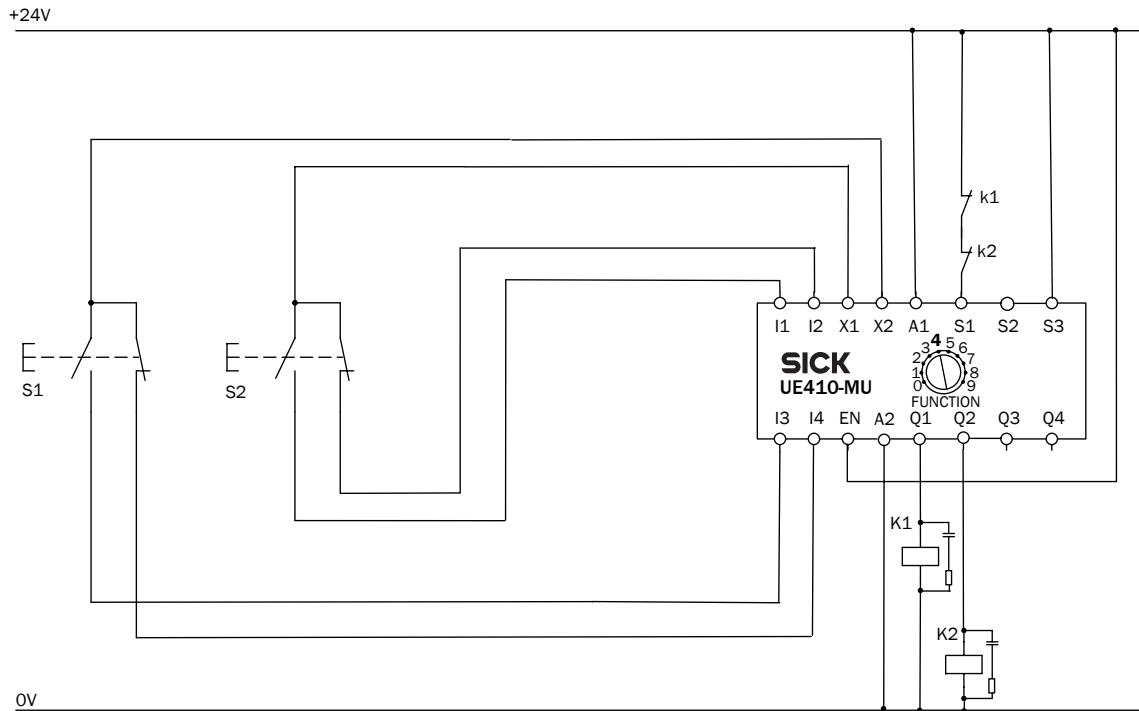 +24V
k1
k2
I1 I2 X1 X2 A1 S1 S2 S3
SICK
UE410-MU
0 1 2 3 4 5 6 7 8 9
FUNCTION
I3 I4 EN A2 Q1 Q2 Q3 Q4
S1
S2
K1
K2
0V